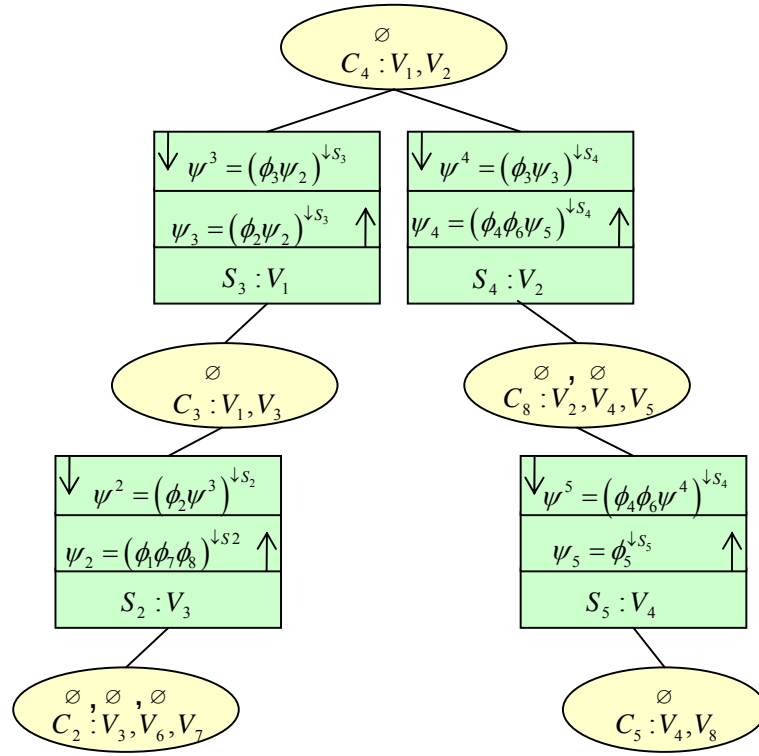 ∅
C₄ : V₁, V₂
↓ ψ³ = (ϕ₃ψ₂)^↓S₃
ψ₃ = (ϕ₂ψ₂)^↓S₃ ↑
S₃ : V₁
↓ ψ⁴ = (ϕ₃ψ₃)^↓S₄
ψ₄ = (ϕ₄ϕ₆ψ₅)^↓S₄ ↑
S₄ : V₂
∅
C₃ : V₁, V₃
∅ , ∅
C₈ : V₂, V₄, V₅
↓ ψ² = (ϕ₂ψ³)^↓S₂
ψ₂ = (ϕ₁ϕ₇ϕ₈)^↓S2 ↑
S₂ : V₃
↓ ψ⁵ = (ϕ₄ϕ₆ψ⁴)^↓S₄
ψ₅ = ϕ₅^↓S₅ ↑
S₅ : V₄
∅ , ∅ , ∅
C₂ : V₃, V₆, V₇
∅
C₅ : V₄, V₈